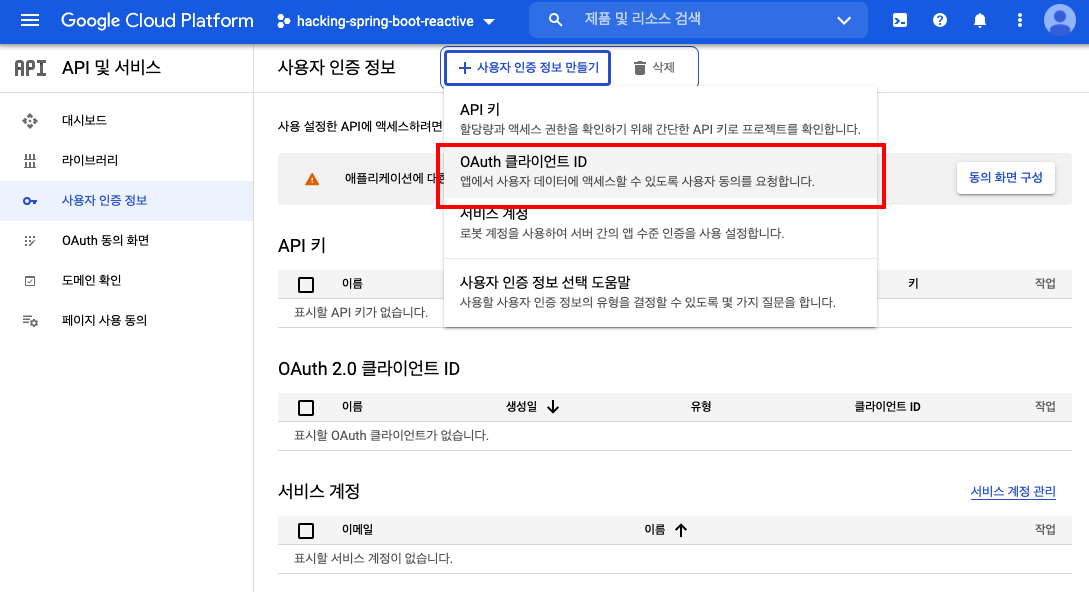 Google Cloud Platform
hacking-spring-boot-reactive
제품 및 리소스 검색
API API 및 서비스
사용자 인증 정보
사용자 인증 정보 만들기
삭제
대시보드
라이브러리
사용자 인증 정보
OAuth 동의 화면
도메인 확인
페이지 사용 동의
사용 설정한 API에 액세스하려면
API 키
할당량과 액세스 권한을 확인하기 위해 간단한 API 키로 프로젝트를 확인합니다.
OAuth 클라이언트 ID
앱에서 사용자 데이터에 액세스할 수 있도록 사용자 동의를 요청합니다.
서비스 계정
로봇 계정을 사용하여 서버 간의 앱 수준 인증을 사용 설정합니다.
사용자 인증 정보 선택 도움말
사용할 사용자 인증 정보의 유형을 결정할 수 있도록 몇 가지 질문을 합니다.
애플리케이션에 대한
동의 화면 구성
API 키
이름 키 작업
표시할 API 키가 없습니다.
OAuth 2.0 클라이언트 ID
이름 생성일 유형 클라이언트 ID 작업
표시할 OAuth 클라이언트가 없습니다.
서비스 계정
서비스 계정 관리
이메일 이름 작업
표시할 서비스 계정이 없습니다.